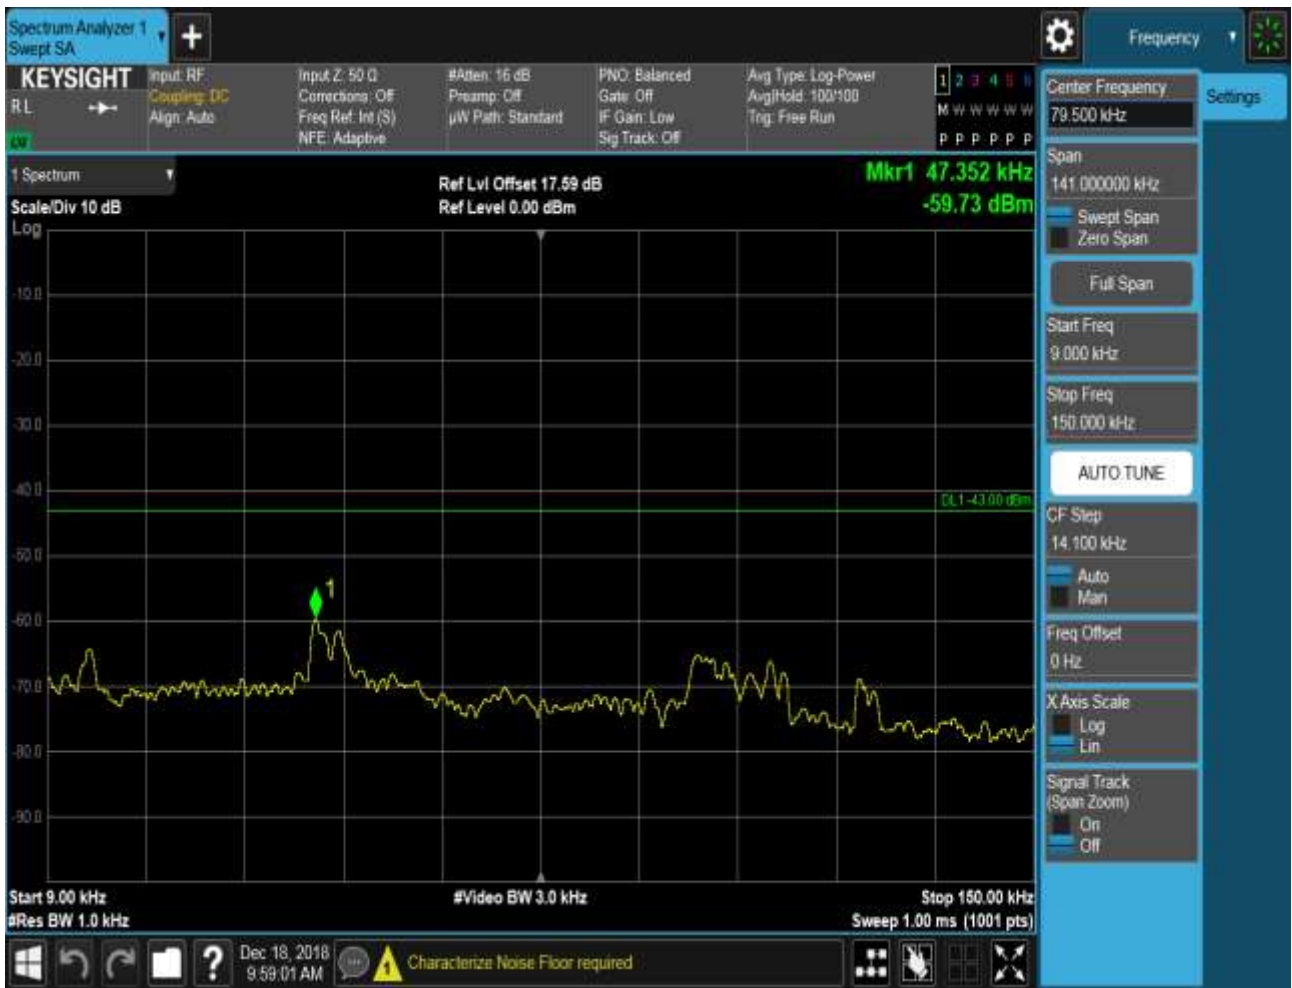 Spectrum Analyzer 1
Swept SA
Frequency
KEYSIGHT
R L
Input: RF
Coupling: DC
Align: Auto
Input Z: 50 Ω
Corrections: Off
Freq Ref: Int (S)
NFE: Adaptive
#Atten: 16 dB
Preamp: Off
µW Path: Standard
PNO: Balanced
Gate: Off
IF Gain: Low
Sig Track: Off
Avg Type: Log-Power
Avg|Hold: 100/100
Trig: Free Run
1 2 3 4 5 6
M W W W W W
P P P P P P
1 Spectrum
Scale/Div 10 dB
Log
Ref Lvl Offset 17.59 dB
Ref Level 0.00 dBm
Mkr1 47.352 kHz
-59.73 dBm
-10.0
-20.0
-30.0
-40.0
DL1 -43.00 dBm
-50.0
1
-60.0
-70.0
-80.0
-90.0
Start 9.00 kHz
#Res BW 1.0 kHz
#Video BW 3.0 kHz
Stop 150.00 kHz
Sweep 1.00 ms (1001 pts)
Center Frequency
79.500 kHz
Settings
Span
141.000000 kHz
Swept Span
Zero Span
Full Span
Start Freq
9.000 kHz
Stop Freq
150.000 kHz
AUTO TUNE
CF Step
14.100 kHz
Auto
Man
Freq Offset
0 Hz
X Axis Scale
Log
Lin
Signal Track
(Span Zoom)
On
Off
?
Dec 18, 2018
9:59:01 AM
1
Characterize Noise Floor required